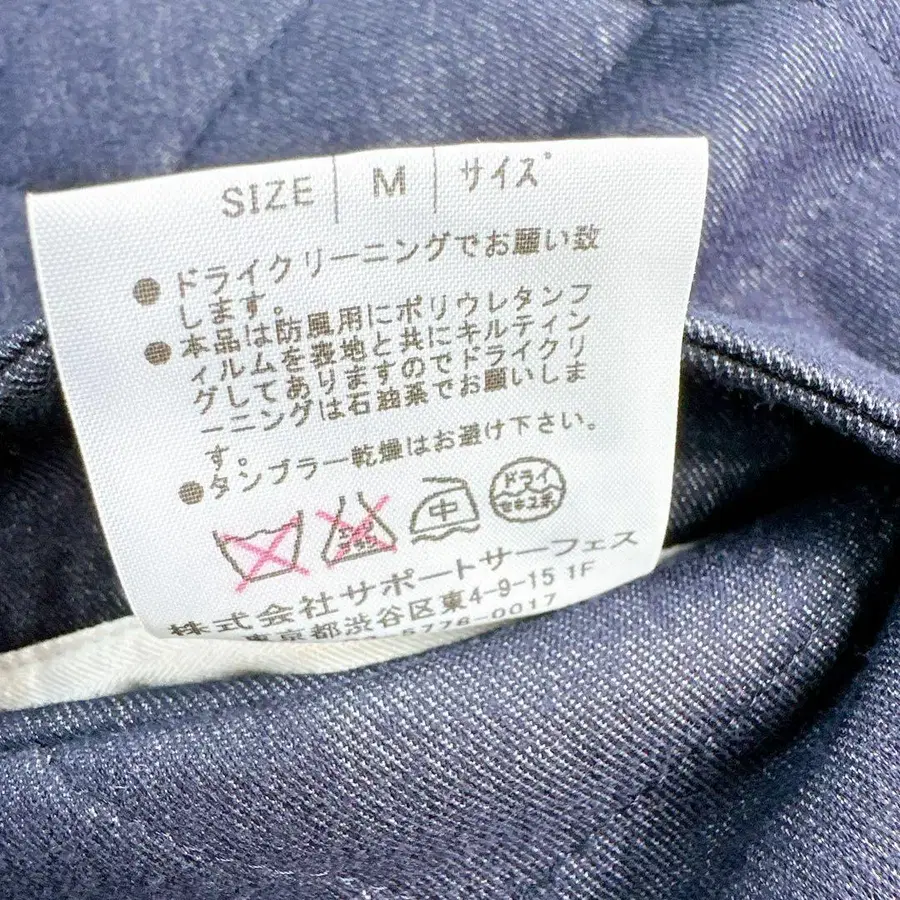 SIZE M サイズ
●ドライクリーニングでお願い致
します。
●本品は防風用にポリウレタンフ
ィルムを表地と共にキルティン
グしてありますのでドライクリ
ーニングは石油系でお願いしま
す。
●タンブラー乾燥はお避け下さい。
中 ドライ セキユ系
株式会社サポートサーフェス
東京都渋谷区東4-9-15 1F
5776-0017